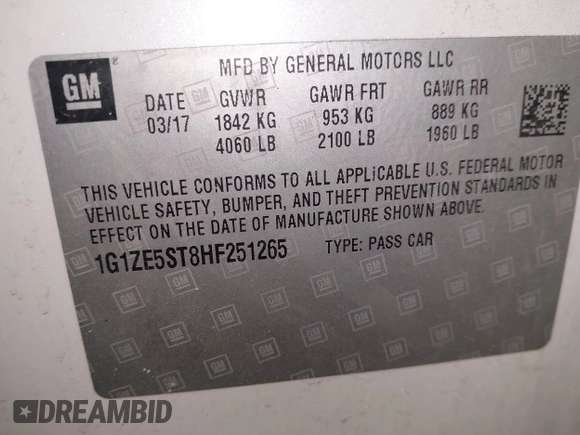 GM ®
MFD BY GENERAL MOTORS LLC
DATE GVWR GAWR FRT GAWR RR
03/17 1842 KG 953 KG 889 KG
4060 LB 2100 LB 1960 LB
THIS VEHICLE CONFORMS TO ALL APPLICABLE U.S. FEDERAL MOTOR
VEHICLE SAFETY, BUMPER, AND THEFT PREVENTION STANDARDS IN
EFFECT ON THE DATE OF MANUFACTURE SHOWN ABOVE.
1G1ZE5ST8HF251265 TYPE: PASS CAR
DREAMBID